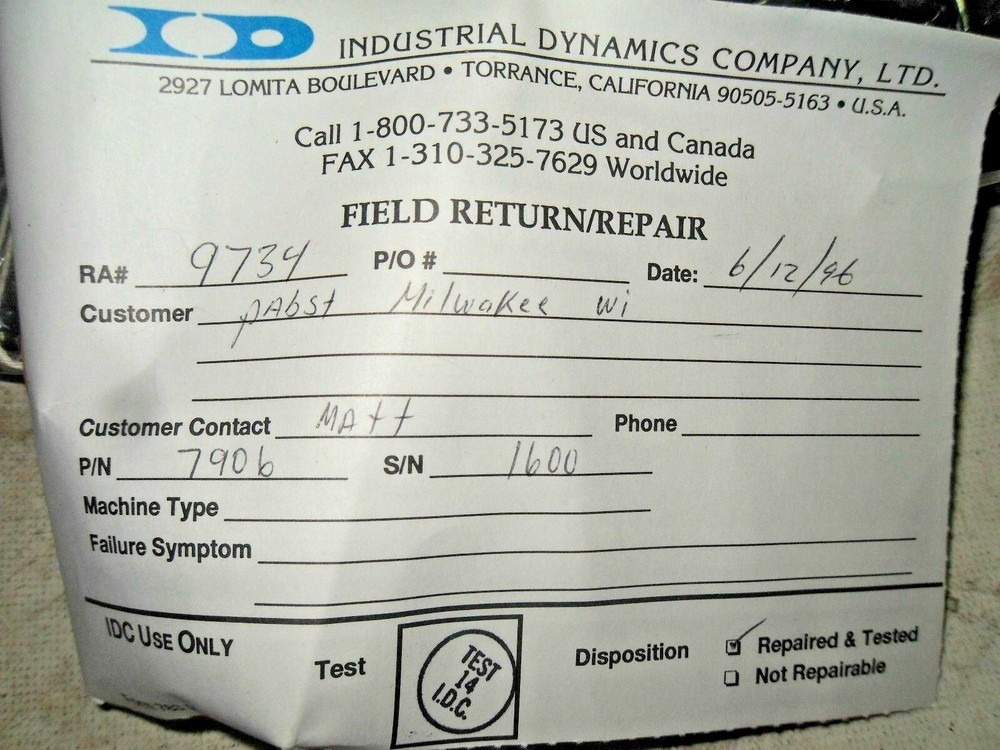 ID INDUSTRIAL DYNAMICS COMPANY, LTD.
2927 LOMITA BOULEVARD • TORRANCE, CALIFORNIA 90505-5163 • U.S.A.
Call 1-800-733-5173 US and Canada
FAX 1-310-325-7629 Worldwide
FIELD RETURN/REPAIR
RA# 9734 P/O # Date: 6/12/96
Customer pAbst Milwakee Wi
Customer Contact MAtt Phone
P/N 7906 S/N 1600
Machine Type
Failure Symptom
IDC USE ONLY
Test
TEST
14
I.D.C.
Disposition
Repaired & Tested
Not Repairable